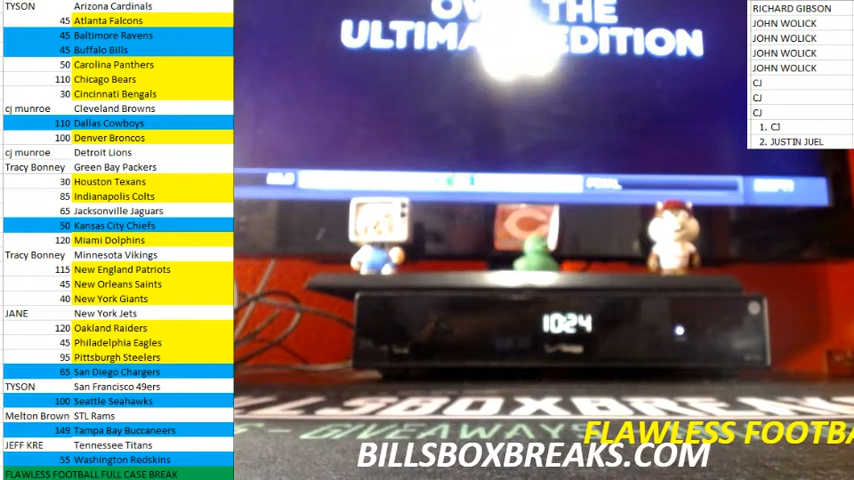 TYSON Arizona Cardinals
45 Atlanta Falcons
45 Baltimore Ravens
45 Buffalo Bills
50 Carolina Panthers
110 Chicago Bears
30 Cincinnati Bengals
cj munroe Cleveland Browns
110 Dallas Cowboys
100 Denver Broncos
cj munroe Detroit Lions
Tracy Bonney Green Bay Packers
30 Houston Texans
85 Indianapolis Colts
65 Jacksonville Jaguars
50 Kansas City Chiefs
120 Miami Dolphins
Tracy Bonney Minnesota Vikings
115 New England Patriots
45 New Orleans Saints
40 New York Giants
JANE New York Jets
120 Oakland Raiders
45 Philadelphia Eagles
95 Pittsburgh Steelers
65 San Diego Chargers
TYSON San Francisco 49ers
100 Seattle Seahawks
Melton Brown STL Rams
149 Tampa Bay Buccaneers
JEFF KRE Tennessee Titans
55 Washington Redskins
FLAWLESS FOOTBALL FULL CASE BREAK
THE
ULTIMA EDITION
10:24
GIVEAWAYS
FLAWLESS FOOTBA
BILLSBOXBREAKS.COM
RICHARD GIBSON
JOHN WOLICK
JOHN WOLICK
JOHN WOLICK
JOHN WOLICK
CJ
CJ
CJ
1. CJ
2. JUSTIN JUEL